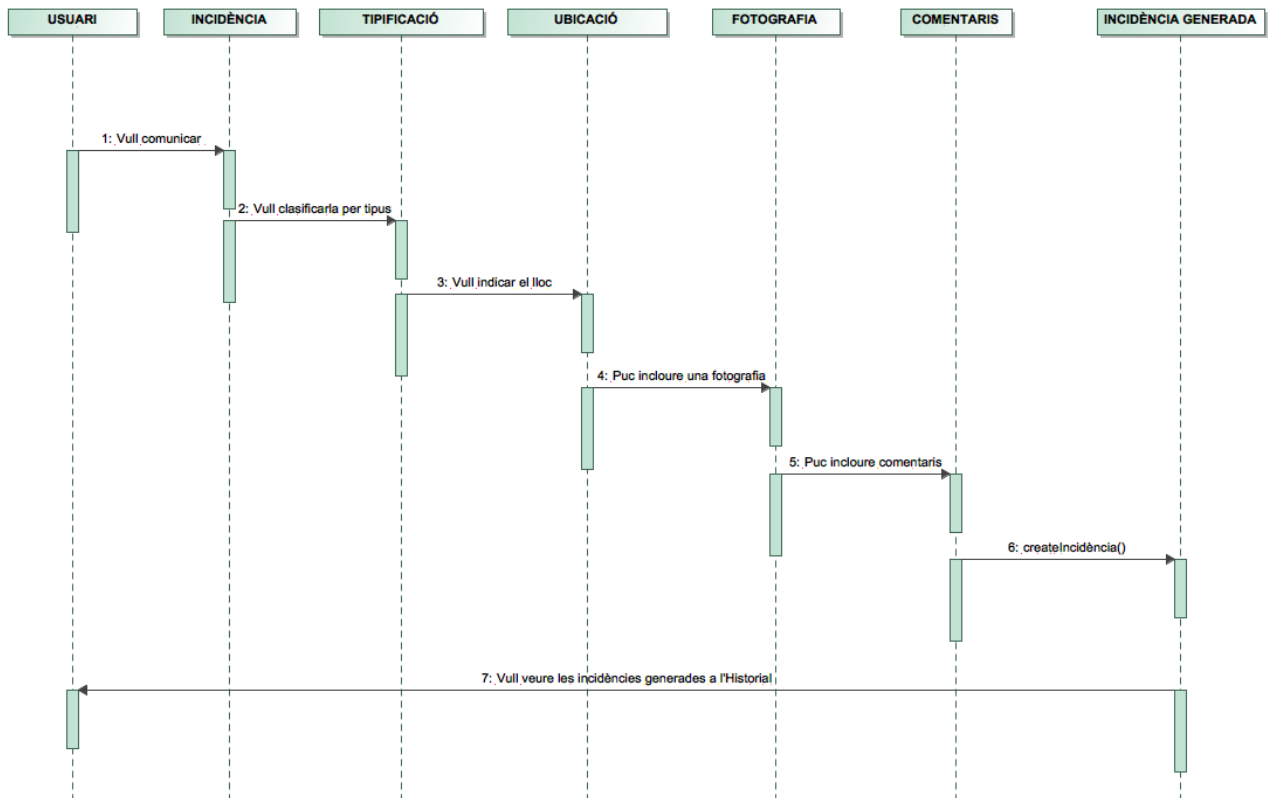 USUARI
INCIDÈNCIA
TIPIFICACIÓ
UBICACIÓ
FOTOGRAFIA
COMENTARIS
INCIDÈNCIA GENERADA
1: Vull comunicar
2: Vull clasificarla per tipus
3: Vull indicar el lloc
4: Puc incloure una fotografia
5: Puc incloure comentaris
6: createIncidència()
7: Vull veure les incidències generades a l'Historial